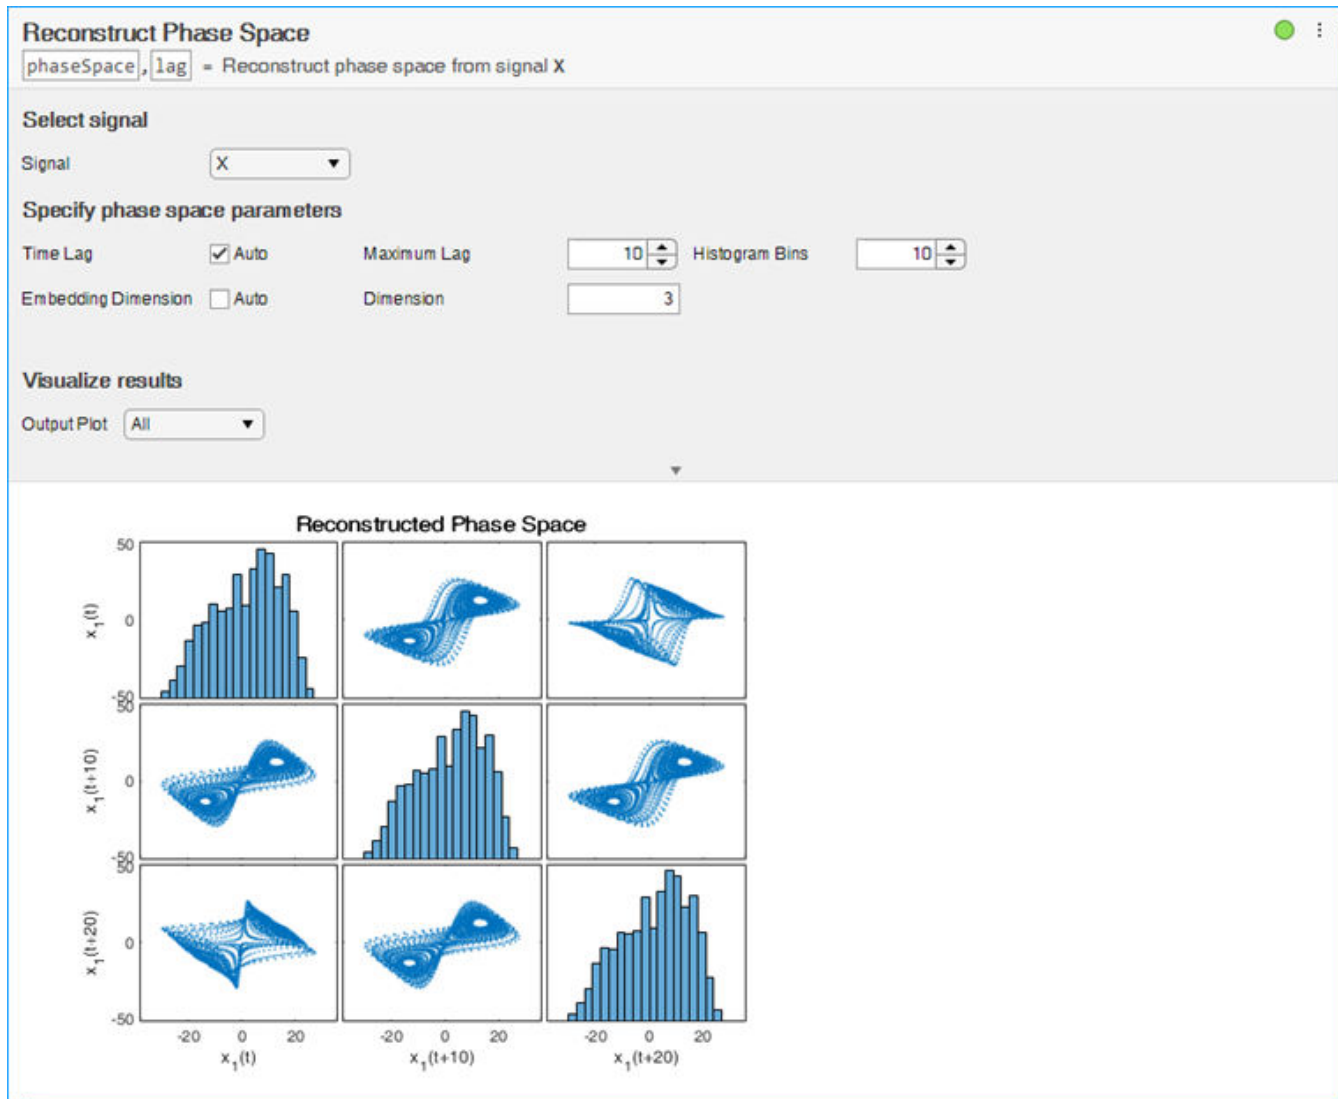 Reconstruct Phase Space
phaseSpace, lag = Reconstruct phase space from signal X
Select signal
Signal X
Specify phase space parameters
Time Lag Auto Maximum Lag 10 Histogram Bins 10
Embedding Dimension Auto Dimension 3
Visualize results
Output Plot All
Reconstructed Phase Space
50
x1(t)
0
-50
50
x1(t+10)
0
-50
50
x1(t+20)
0
-50
-20 0 20 -20 0 20 -20 0 20
x1(t) x1(t+10) x1(t+20)